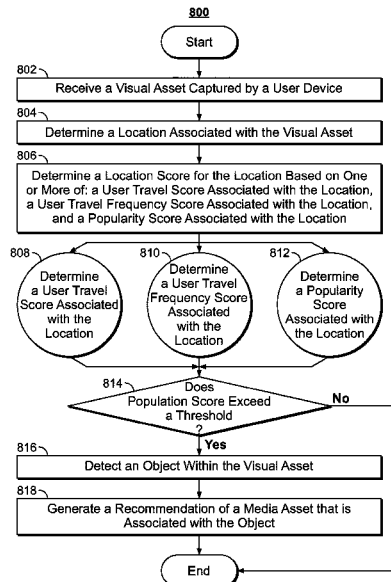 800
Start
802
Receive a Visual Asset Captured by a User Device
804
Determine a Location Associated with the Visual Asset
806
Determine a Location Score for the Location Based on One
or More of: a User Travel Score Associated with the Location,
a User Travel Frequency Score Associated with the Location,
and a Popularity Score Associated with the Location
808
Determine
a User Travel
Score Associated
with the
Location
810
Determine
a User Travel
Frequency Score
Associated
with the
Location
812
Determine
a Popularity
Score
Associated with
the Location
814
Does
Population Score Exceed
a Threshold
?
No
Yes
816
Detect an Object Within the Visual Asset
818
Generate a Recommendation of a Media Asset that is
Associated with the Object
End